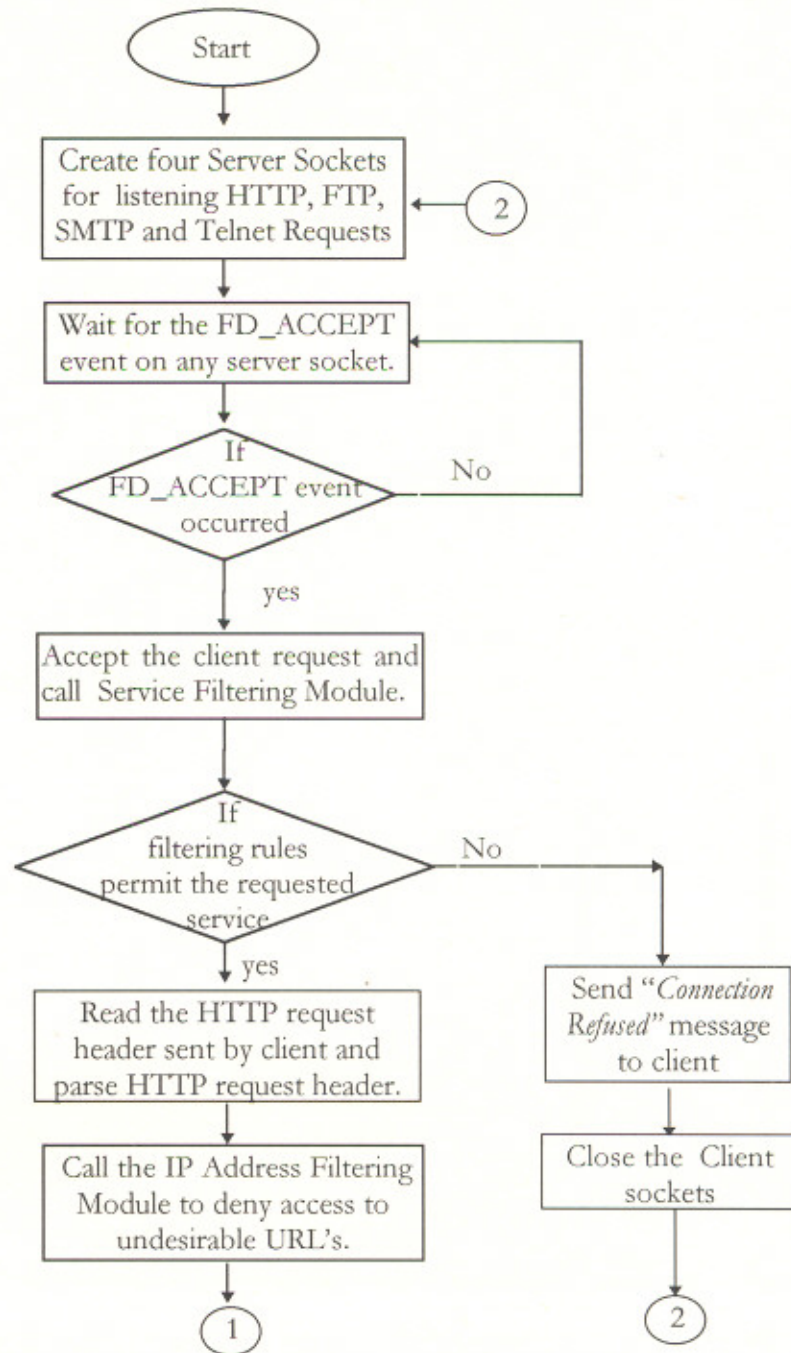 Start
Create four Server Sockets
for listening HTTP, FTP,
SMTP and Telnet Requests
2
Wait for the FD_ACCEPT
event on any server socket.
If
FD_ACCEPT event
occurred
No
yes
Accept the client request and
call Service Filtering Module.
If
filtering rules
permit the requested
service
No
yes
Read the HTTP request
header sent by client and
parse HTTP request header.
Send “Connection
Refused” message
to client
Call the IP Address Filtering
Module to deny access to
undesirable URL's.
Close the Client
sockets
1
2